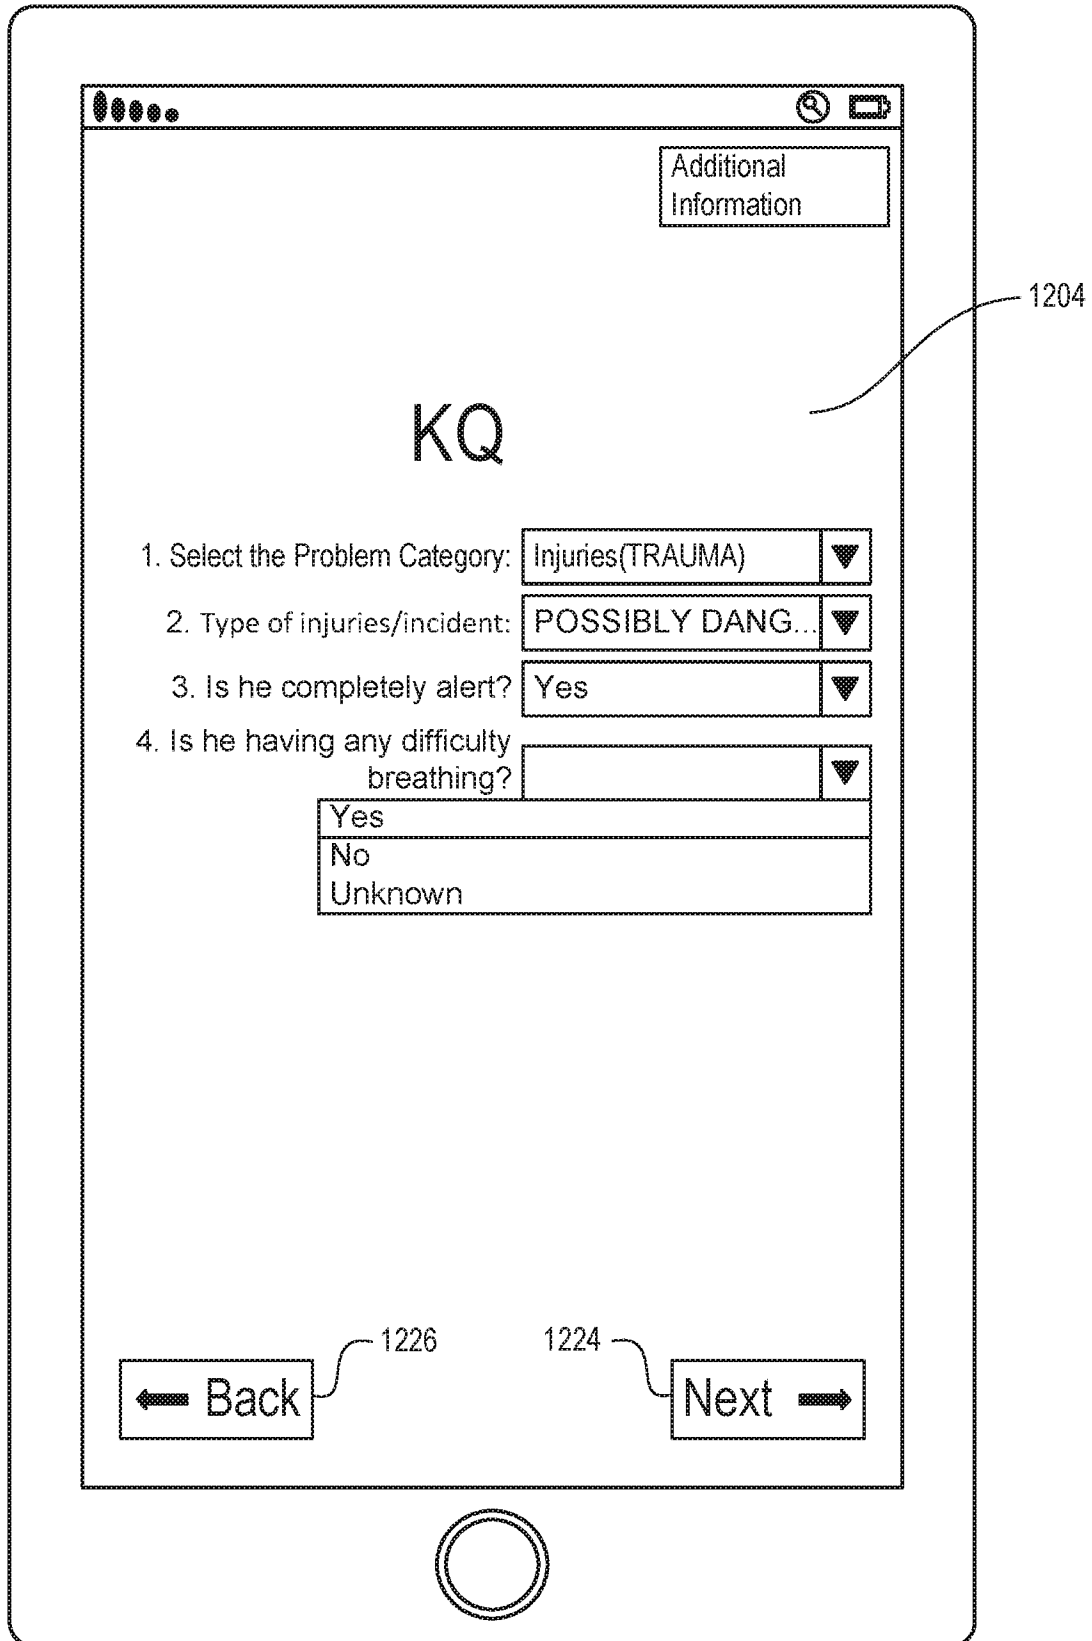 Additional
Information
1204
KQ
1. Select the Problem Category: Injuries(TRAUMA)
2. Type of injuries/incident: POSSIBLY DANG...
3. Is he completely alert? Yes
4. Is he having any difficulty
breathing?
Yes
No
Unknown
1226 1224
Back Next